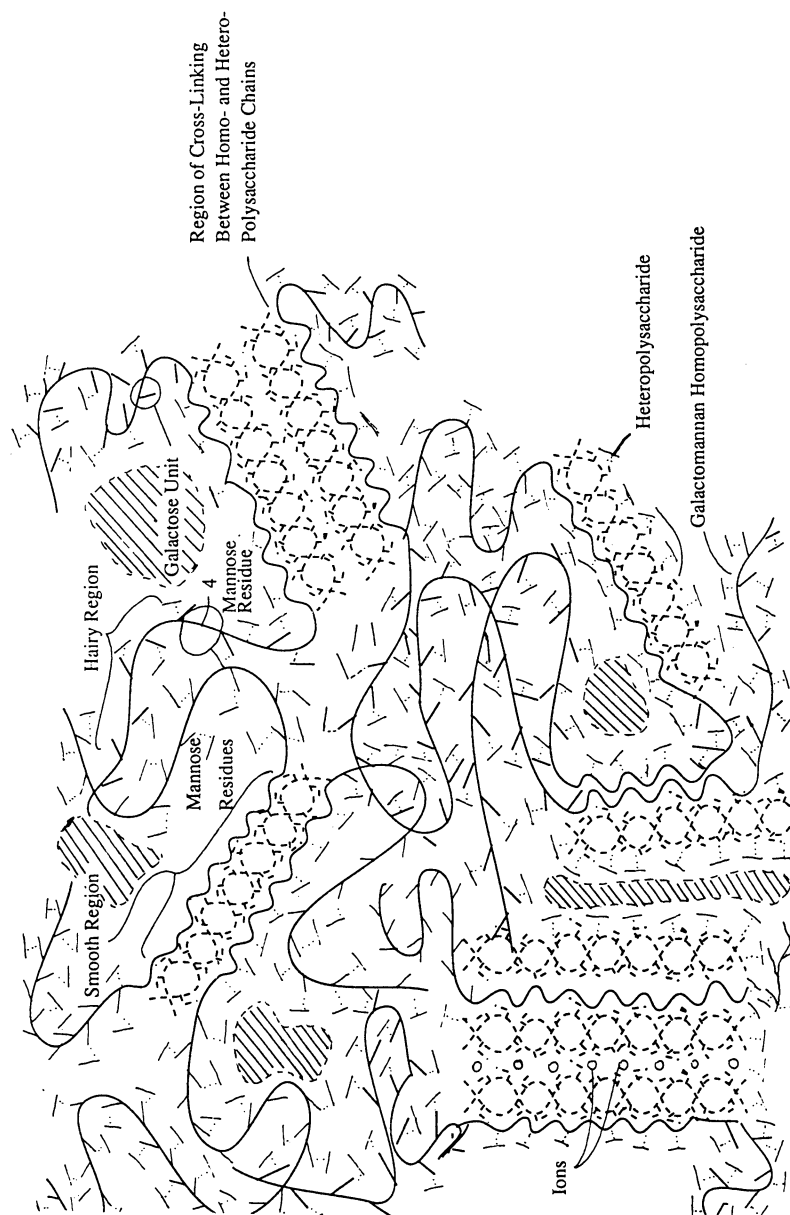 Region of Cross-Linking
Between Homo- and Hetero-
Polysaccharide Chains
Hairy Region
Galactose Unit
4
Mannose
Residue
Mannose
Residues
Smooth Region
Heteropolysaccharide
Galactomannan Homopolysaccharide
Ions